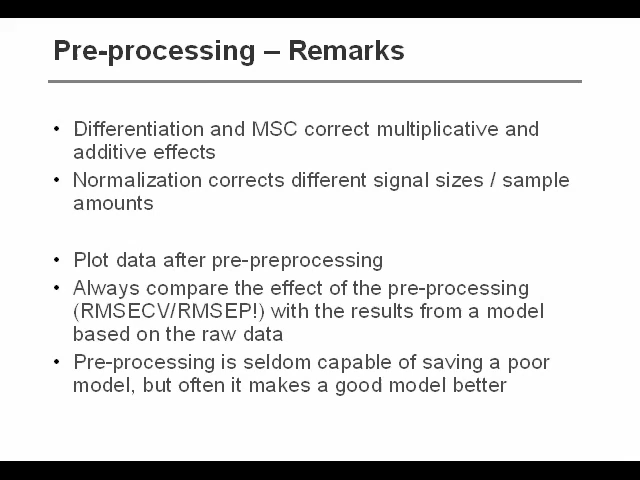 Pre-processing – Remarks
• Differentiation and MSC correct multiplicative and
additive effects
• Normalization corrects different signal sizes / sample
amounts
• Plot data after pre-preprocessing
• Always compare the effect of the pre-processing
(RMSECV/RMSEP!) with the results from a model
based on the raw data
• Pre-processing is seldom capable of saving a poor
model, but often it makes a good model better